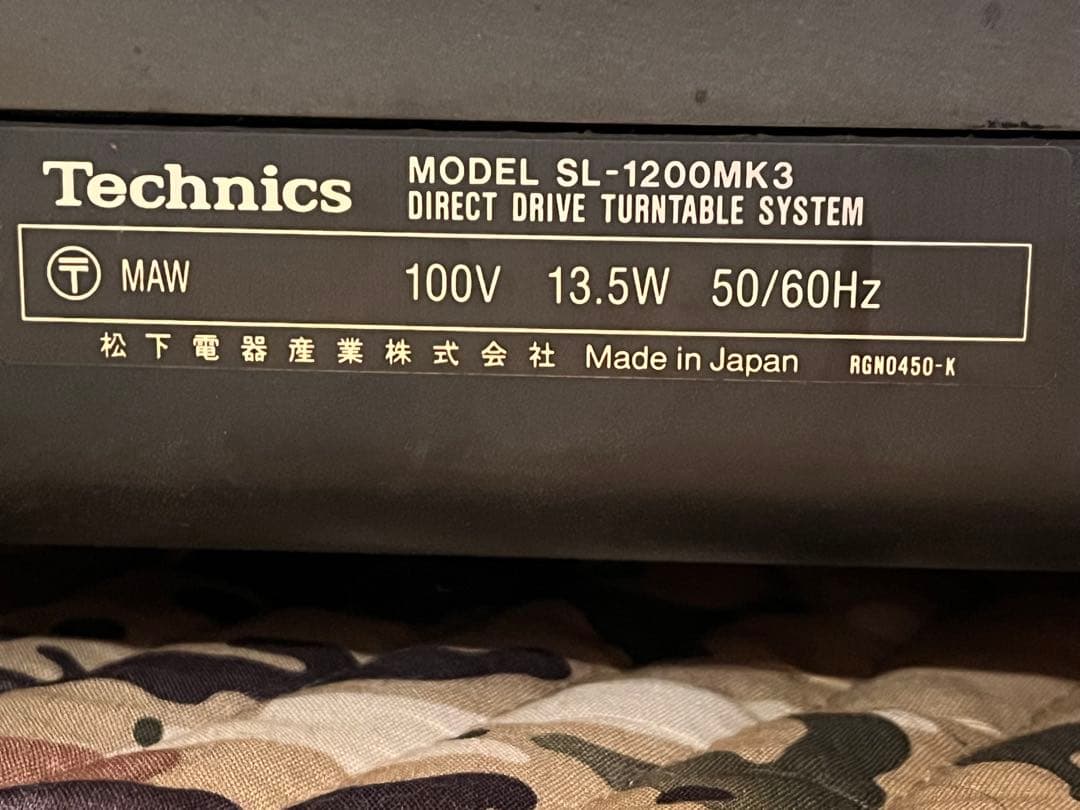 Technics MODEL SL-1200MK3
DIRECT DRIVE TURNTABLE SYSTEM
〒 MAW 100V 13.5W 50/60Hz
松下電器産業株式会社 Made in Japan RGN0450-K